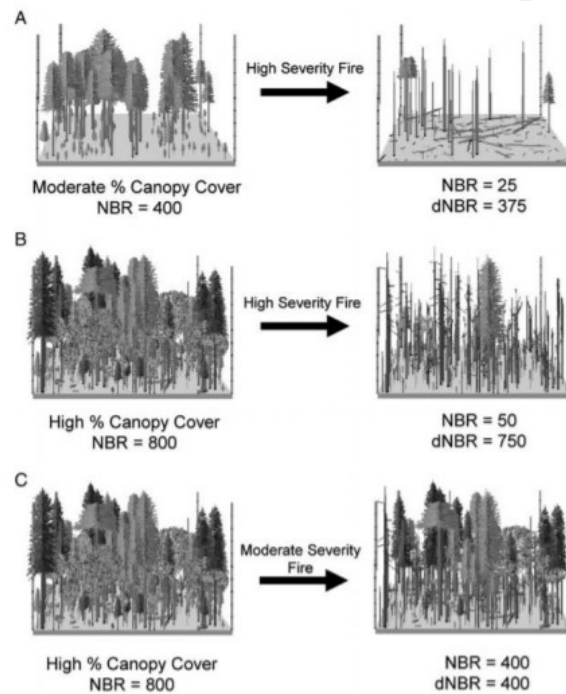 A
High Severity Fire
Moderate % Canopy Cover
NBR = 400
NBR = 25
dNBR = 375
B
High Severity Fire
High % Canopy Cover
NBR = 800
NBR = 50
dNBR = 750
C
Moderate Severity
Fire
High % Canopy Cover
NBR = 800
NBR = 400
dNBR = 400